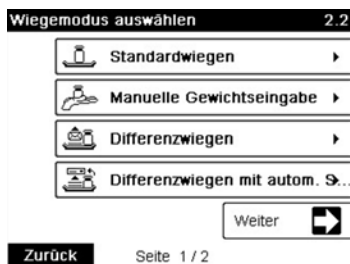 Wiegemodus auswählen 2.2
Standardwiegen
Manuelle Gewichtseingabe
Differenzwiegen
Differenzwiegen mit autom. S...
Weiter
Zurück Seite 1 / 2